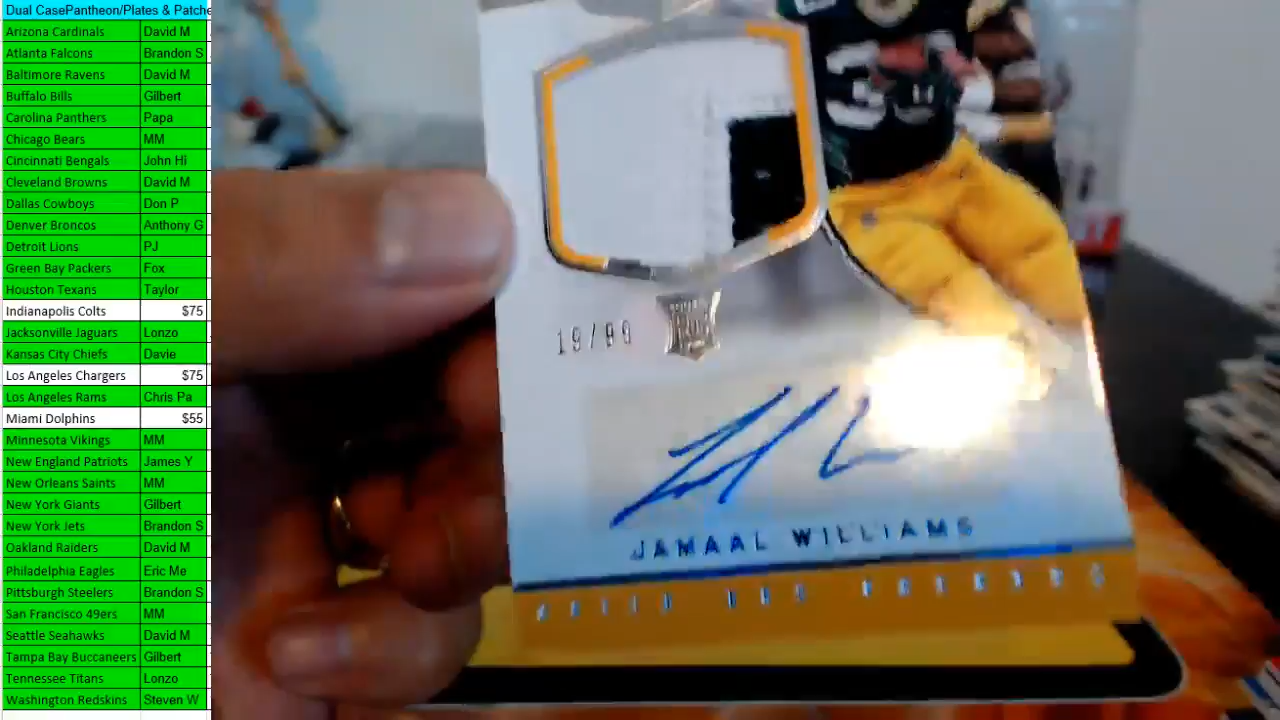 Dual CasePantheon/Plates & Patche
Arizona Cardinals David M
Atlanta Falcons Brandon S
Baltimore Ravens David M
Buffalo Bills Gilbert
Carolina Panthers Papa
Chicago Bears MM
Cincinnati Bengals John Hi
Cleveland Browns David M
Dallas Cowboys Don P
Denver Broncos Anthony G
Detroit Lions PJ
Green Bay Packers Fox
Houston Texans Taylor
Indianapolis Colts $75
Jacksonville Jaguars Lonzo
Kansas City Chiefs Davie
Los Angeles Chargers $75
Los Angeles Rams Chris Pa
Miami Dolphins $55
Minnesota Vikings MM
New England Patriots James Y
New Orleans Saints MM
New York Giants Gilbert
New York Jets Brandon S
Oakland Raiders David M
Philadelphia Eagles Eric Me
Pittsburgh Steelers Brandon S
San Francisco 49ers MM
Seattle Seahawks David M
Tampa Bay Buccaneers Gilbert
Tennessee Titans Lonzo
Washington Redskins Steven W
19/99
JAMAAL WILLIAMS